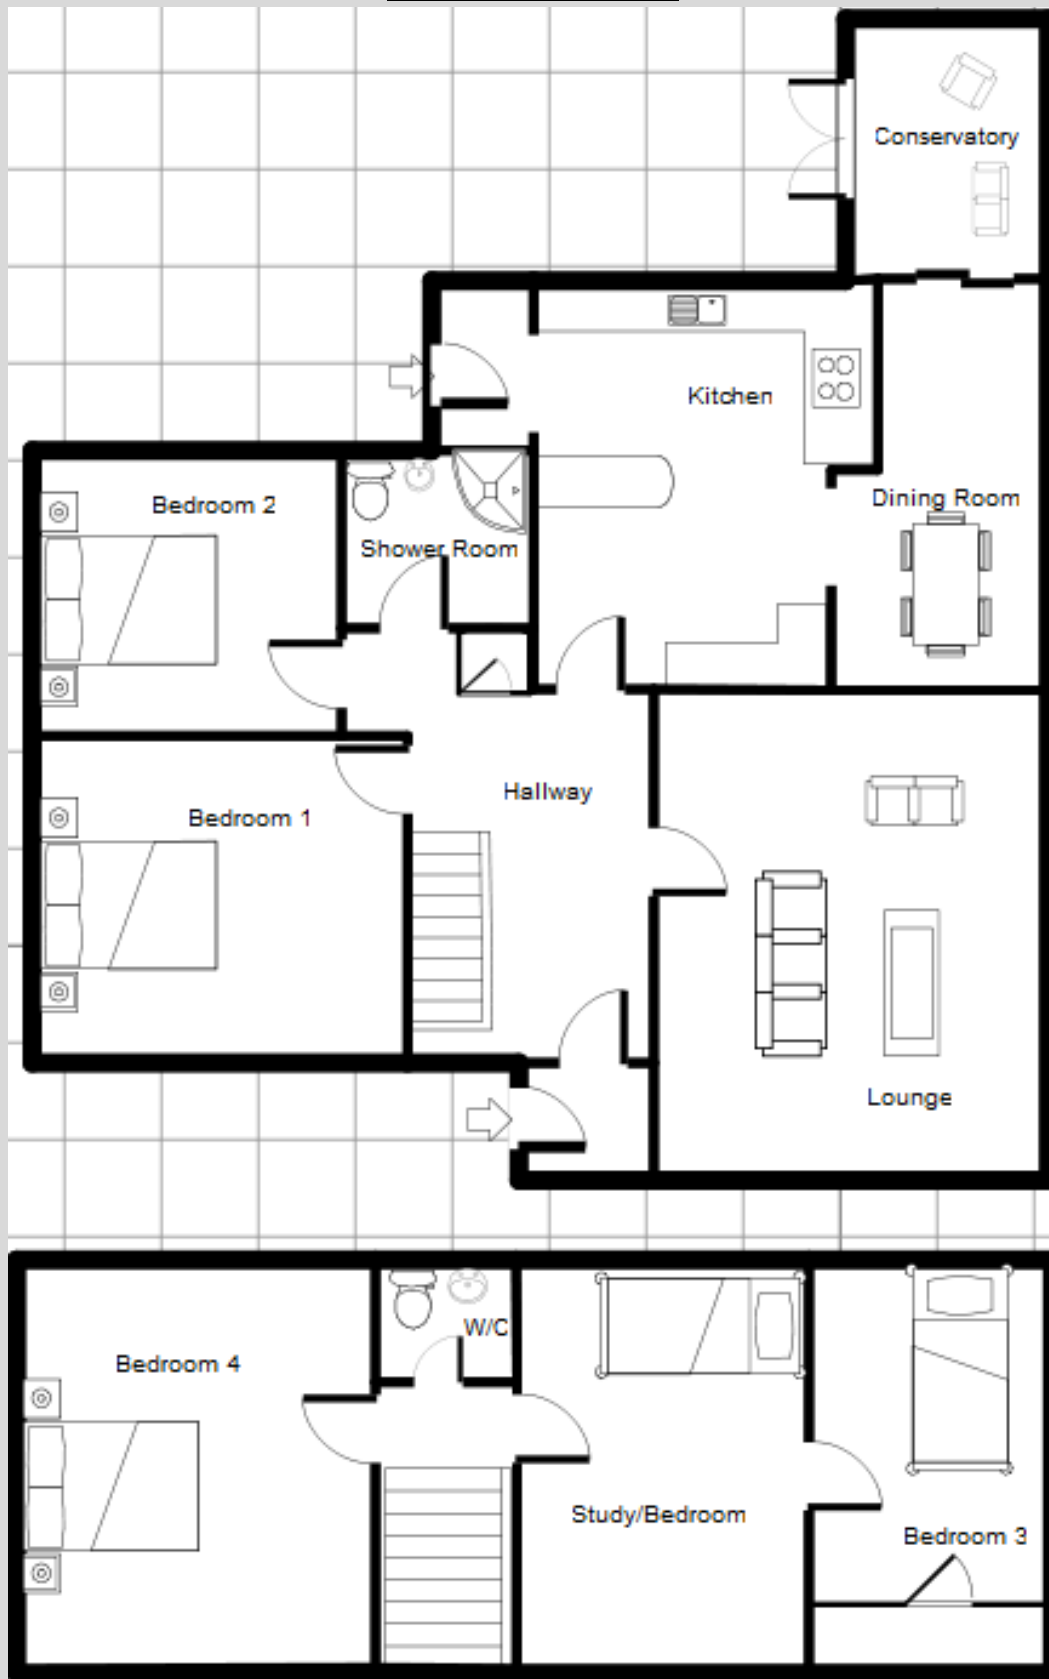 Conservatory
Kitchen
Dining Room
Bedroom 2
Shower Room
Hallway
Bedroom 1
Lounge
W/C
Bedroom 4
Study/Bedroom
Bedroom 3